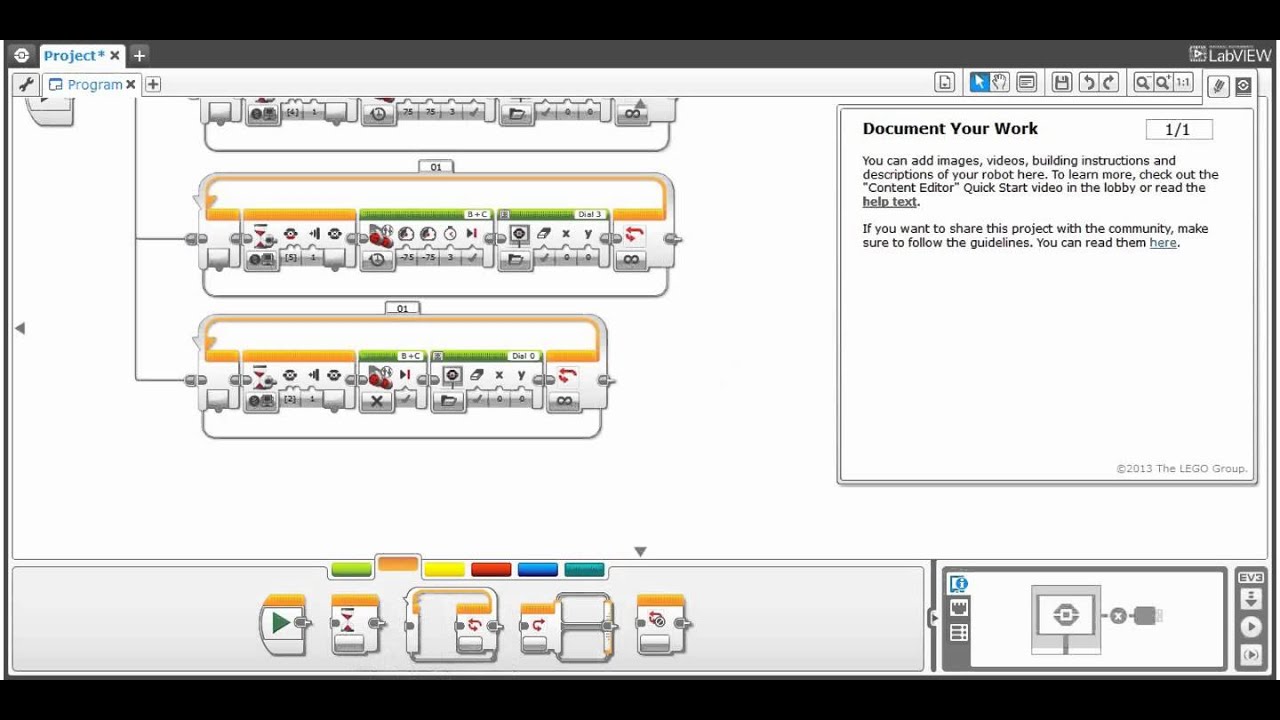 Project*
LabVIEW
Program
1:1
[4] 1 75 75 3 0 0
Document Your Work
1/1
You can add images, videos, building instructions and
descriptions of your robot here. To learn more, check out the
"Content Editor" Quick Start video in the lobby or read the
help text.
If you want to share this project with the community, make
sure to follow the guidelines. You can read them here.
01
B+C Dial 3
x y
[5] 1 -75 -75 3 0 0
01
B+C Dial 0
x y
[2] 1 0 0
©2013 The LEGO Group.
EV3